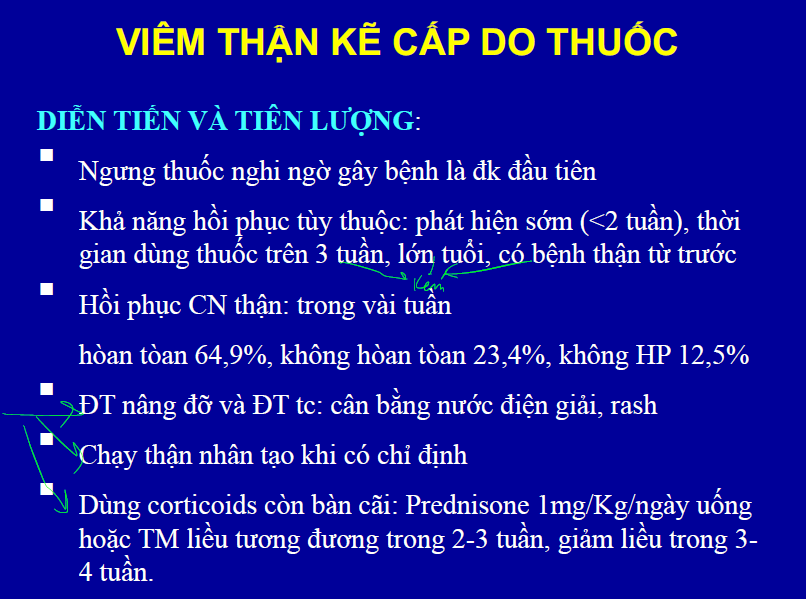 VIÊM THẬN KẼ CẤP DO THUỐC
DIỄN TIẾN VÀ TIÊN LƯỢNG:
Ngưng thuốc nghi ngờ gây bệnh là đk đầu tiên
Khả năng hồi phục tùy thuộc: phát hiện sớm (<2 tuần), thời
gian dùng thuốc trên 3 tuần, lớn tuổi, có bệnh thận từ trước
Kém
Hồi phục CN thận: trong vài tuần
hòan tòan 64,9%, không hòan tòan 23,4%, không HP 12,5%
ĐT nâng đỡ và ĐT tc: cân bằng nước điện giải, rash
Chạy thận nhân tạo khi có chỉ định
Dùng corticoids còn bàn cãi: Prednisone 1mg/Kg/ngày uống
hoặc TM liều tương đương trong 2-3 tuần, giảm liều trong 3-
4 tuần.